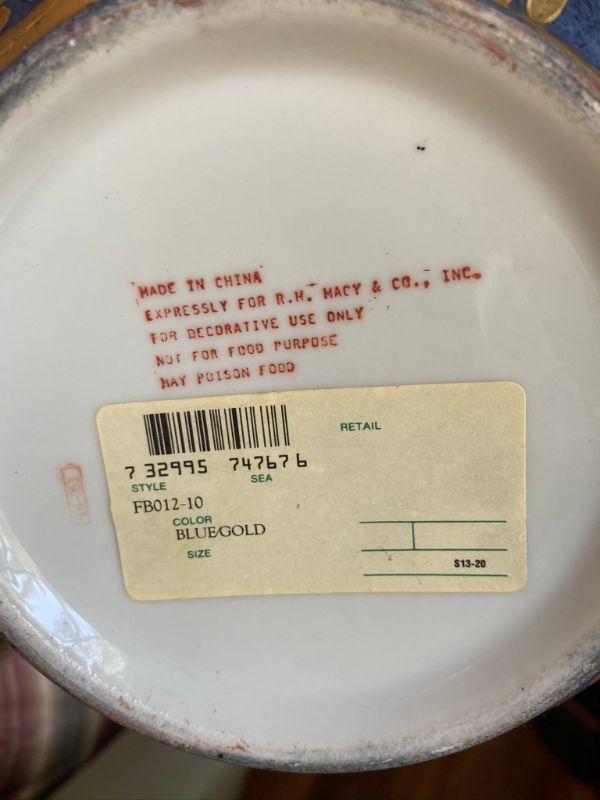 MADE IN CHINA
EXPRESSLY FOR R.H. MACY & CO., INC.
FOR DECORATIVE USE ONLY
NOT FOR FOOD PURPOSE
MAY POISON FOOD
RETAIL
7 32995 74767 6
STYLE
SEA
FB012-10
COLOR
BLUE/GOLD
SIZE
S13-20